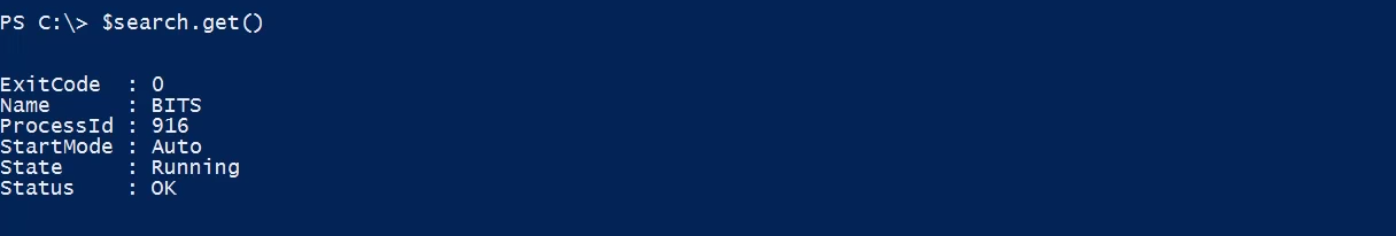 PS C:\> $search.get()
ExitCode  : 0
Name      : BITS
ProcessId : 916
StartMode : Auto
State     : Running
Status    : OK